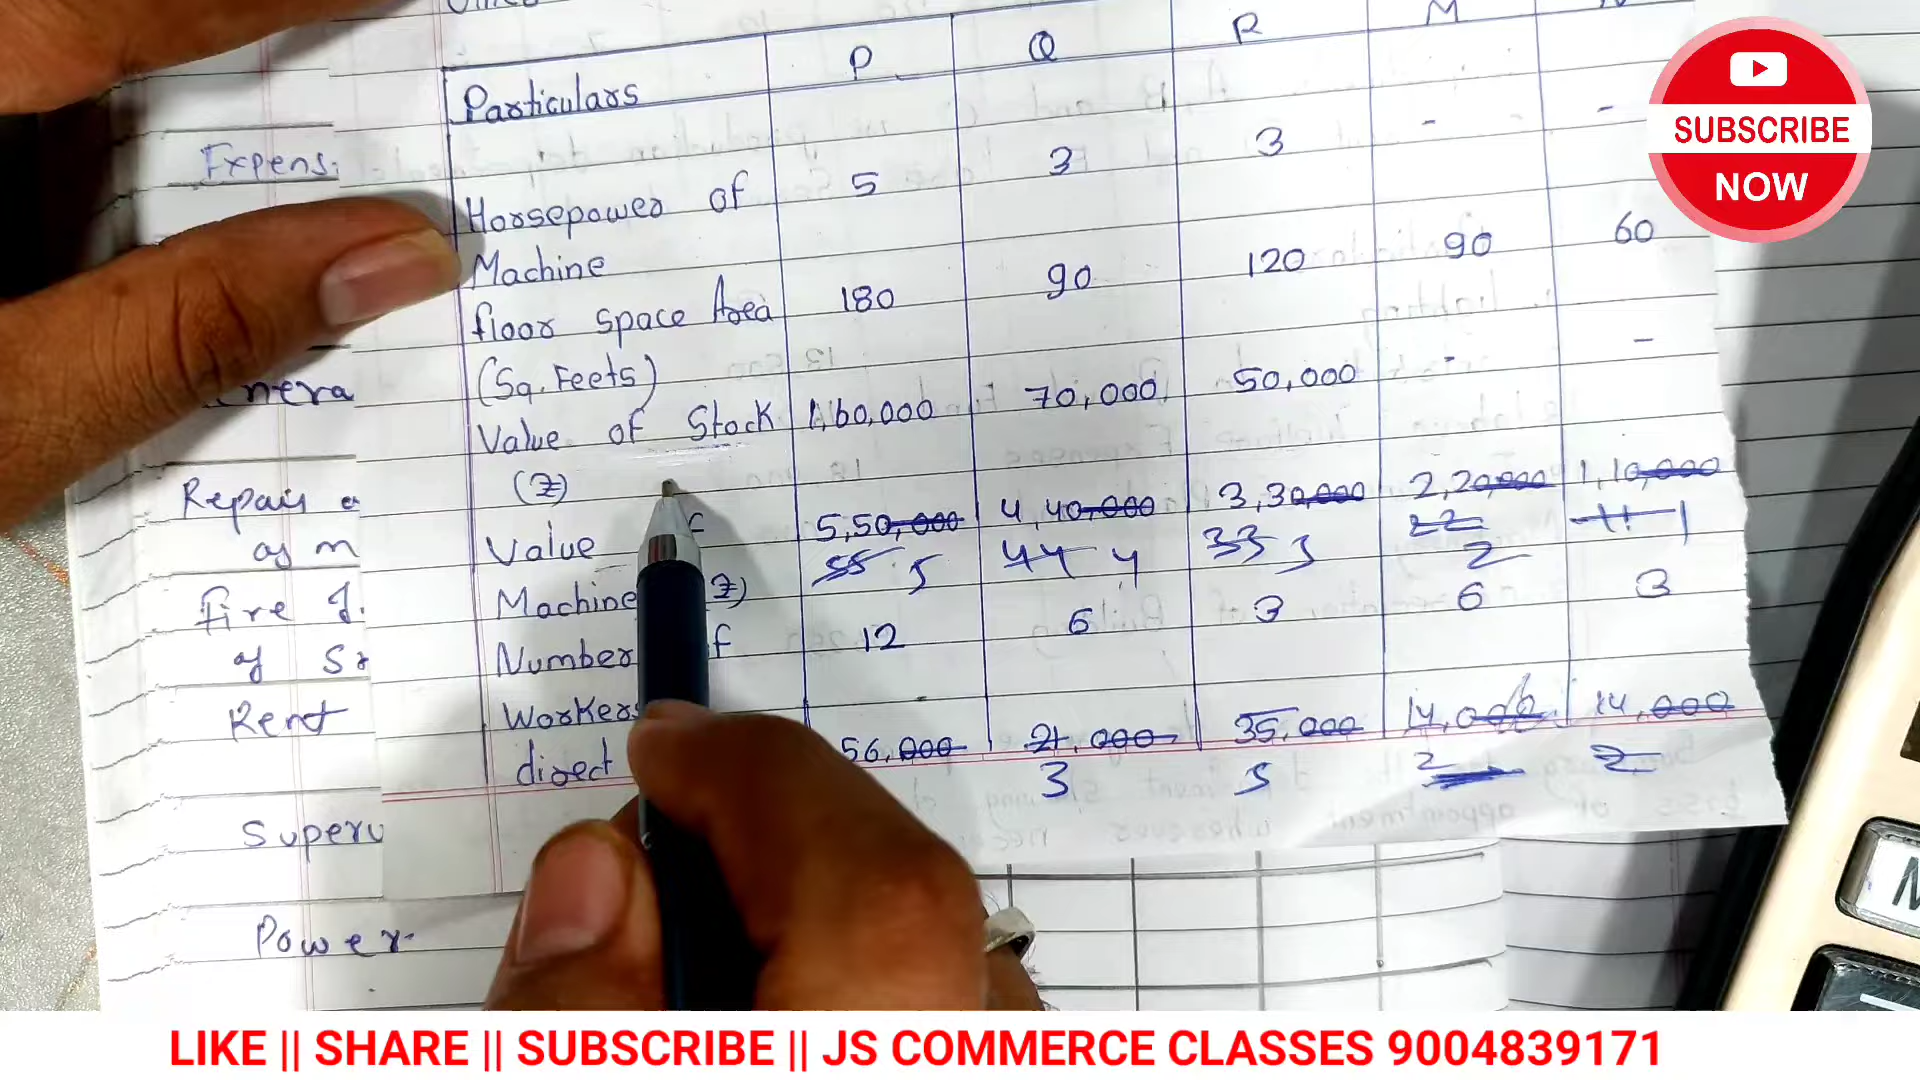 P Q R M
Particulars
Expens
Horsepower of 5 3 3 - -
Machine
floor space Area 180 90 120 90 60
(Sq. Feets)
Value of Stock 1,60,000 70,000 50,000 - -
(₹)
Value 5,50,000 4,40,000 3,30,000 2,20,000 1,10,000
55 5 44 4 33 3 22 2 11 1
Machine ₹)
Number f 12 6 3 6 3
Workers
direct 56,000 21,000 35,000 14,000 14,000
3 5 2 2
nera
Repair
of m
Fire
of S
Rent
Superv
Power
SUBSCRIBE
NOW
LIKE || SHARE || SUBSCRIBE || JS COMMERCE CLASSES 9004839171